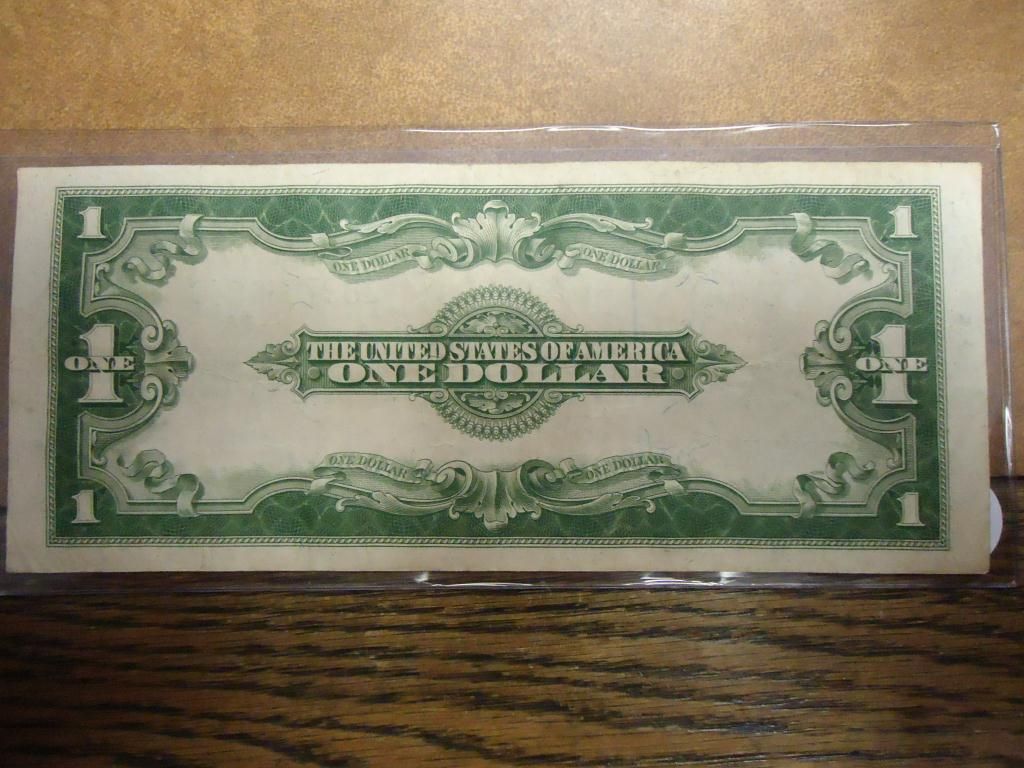 1 1
ONE DOLLAR ONE DOLLAR
THE UNITED STATES OF AMERICA
1 ONE ONE DOLLAR 1 ONE
ONE DOLLAR ONE DOLLAR
1 1